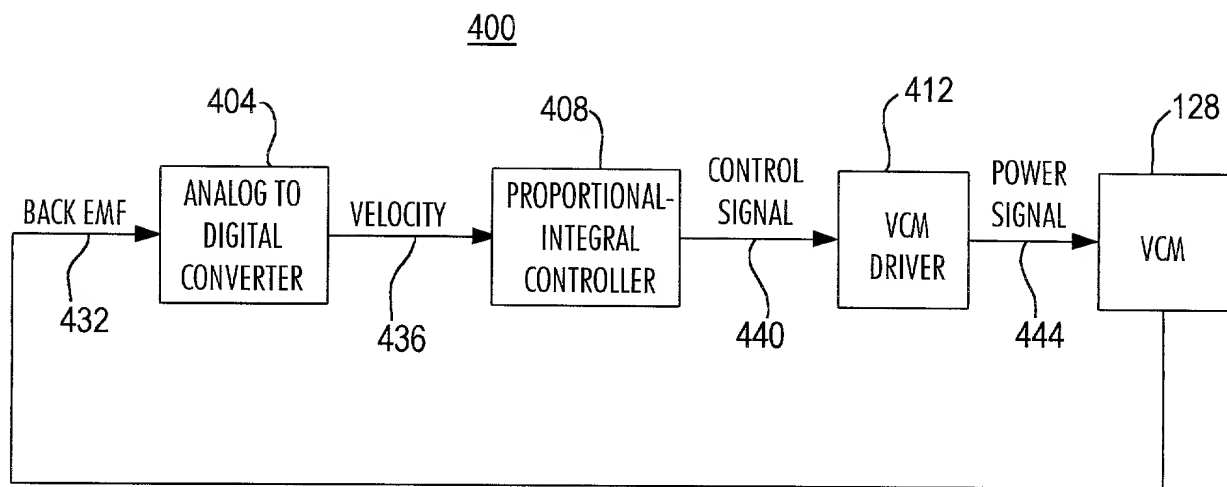 400
404
408
412
128
BACK EMF
ANALOG TO
DIGITAL
CONVERTER
VELOCITY
PROPORTIONAL-
INTEGRAL
CONTROLLER
CONTROL
SIGNAL
VCM
DRIVER
POWER
SIGNAL
VCM
432
436
440
444